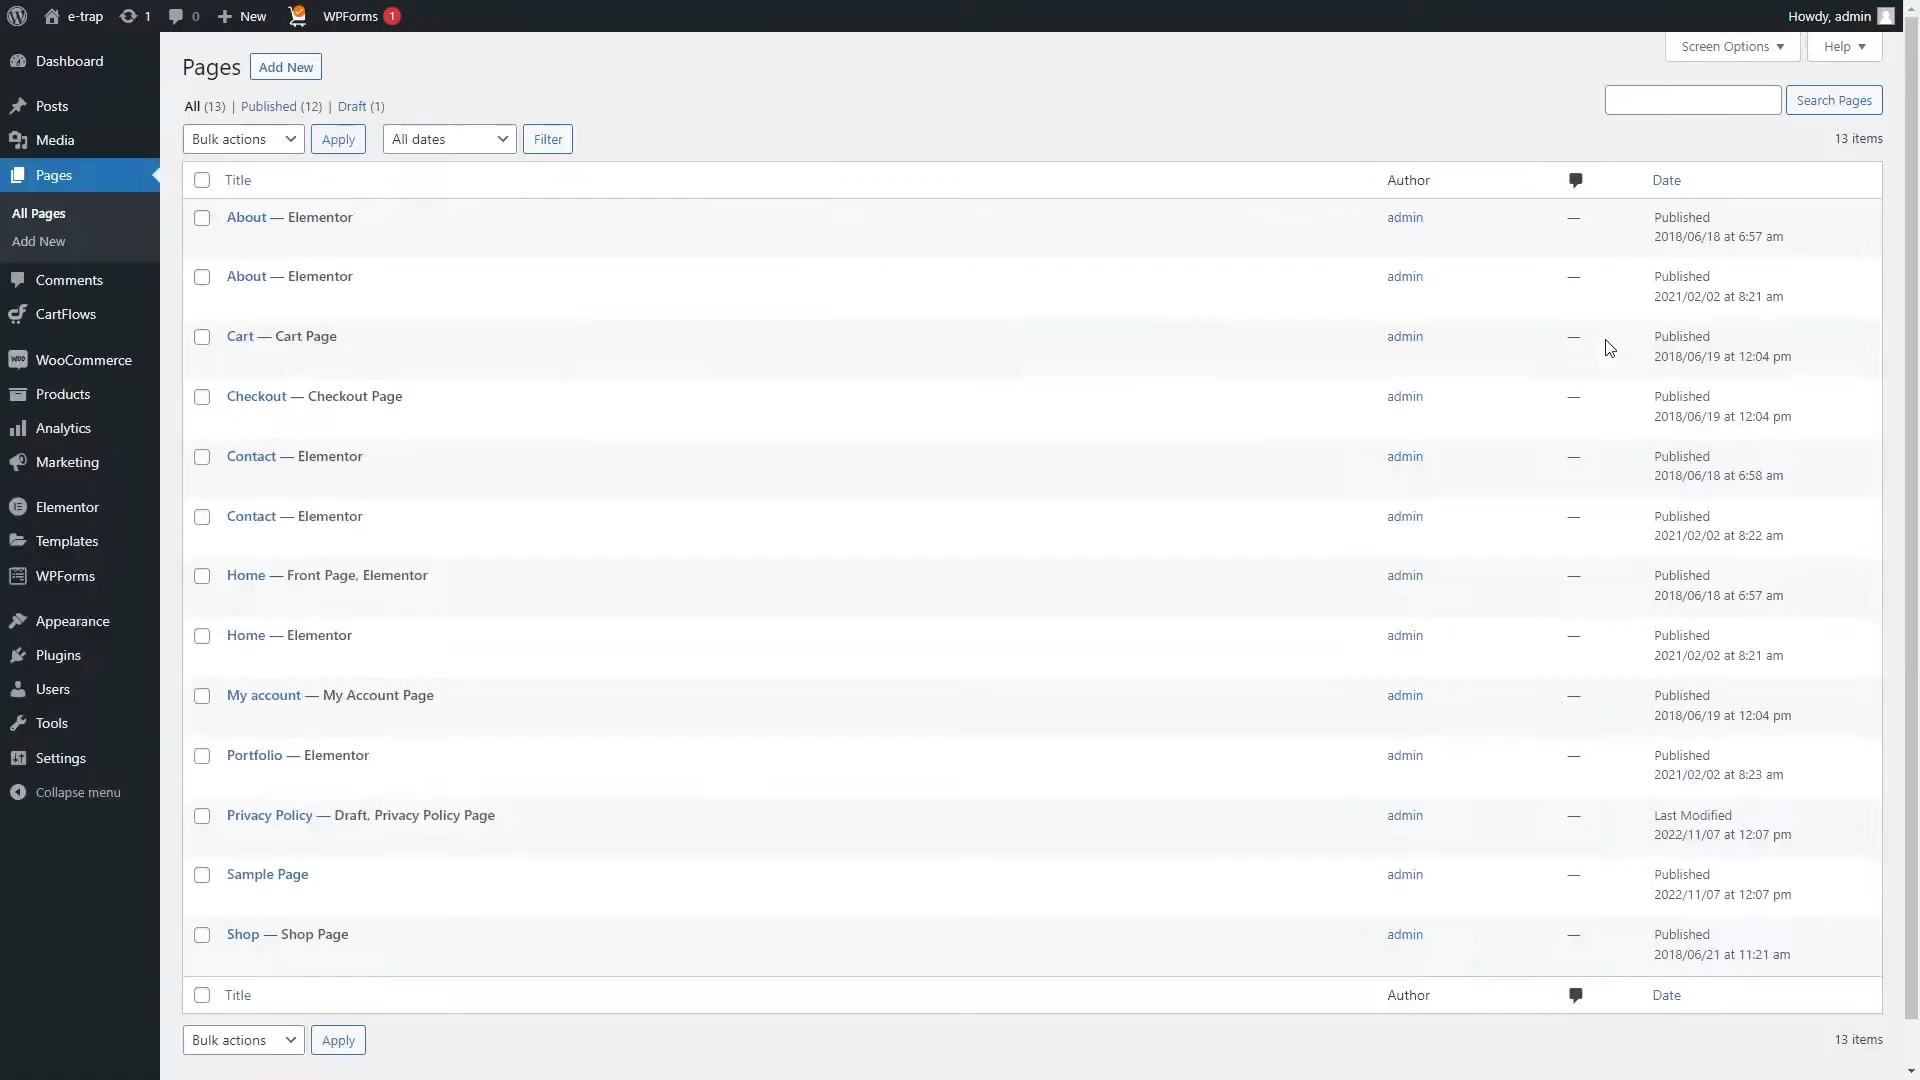 e-trap 1 0 New WPForms 1 Howdy, admin
Dashboard
Posts
Media
Pages
All Pages
Add New
Comments
CartFlows
WooCommerce
Products
Analytics
Marketing
Elementor
Templates
WPForms
Appearance
Plugins
Users
Tools
Settings
Collapse menu
Screen Options Help
Pages Add New
All (13) | Published (12) | Draft (1)
Search Pages
Bulk actions Apply All dates Filter 13 items
Title Author Date
About — Elementor admin — Published
2018/06/18 at 6:57 am
About — Elementor admin — Published
2021/02/02 at 8:21 am
Cart — Cart Page admin — Published
2018/06/19 at 12:04 pm
Checkout — Checkout Page admin — Published
2018/06/19 at 12:04 pm
Contact — Elementor admin — Published
2018/06/18 at 6:58 am
Contact — Elementor admin — Published
2021/02/02 at 8:22 am
Home — Front Page, Elementor admin — Published
2018/06/18 at 6:57 am
Home — Elementor admin — Published
2021/02/02 at 8:21 am
My account — My Account Page admin — Published
2018/06/19 at 12:04 pm
Portfolio — Elementor admin — Published
2021/02/02 at 8:23 am
Privacy Policy — Draft, Privacy Policy Page admin — Last Modified
2022/11/07 at 12:07 pm
Sample Page admin — Published
2022/11/07 at 12:07 pm
Shop — Shop Page admin — Published
2018/06/21 at 11:21 am
Title Author Date
Bulk actions Apply 13 items